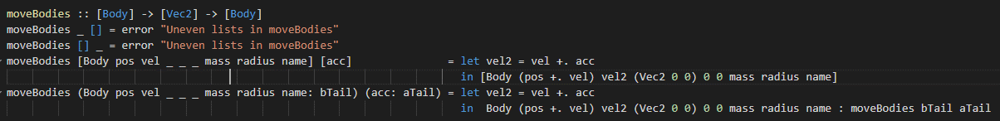 moveBodies :: [Body] -> [Vec2] -> [Body]
moveBodies _ [] = error "Uneven lists in moveBodies"
moveBodies [] _ = error "Uneven lists in moveBodies"
moveBodies [Body pos vel _ _ _ mass radius name] [acc]               = let vel2 = vel +. acc
                                                                       in [Body (pos +. vel) vel2 (Vec2 0 0) 0 0 mass radius name]
moveBodies (Body pos vel _ _ _ mass radius name: bTail) (acc: aTail) = let vel2 = vel +. acc
                                                                       in  Body (pos +. vel) vel2 (Vec2 0 0) 0 0 mass radius name : moveBodies bTail aTail